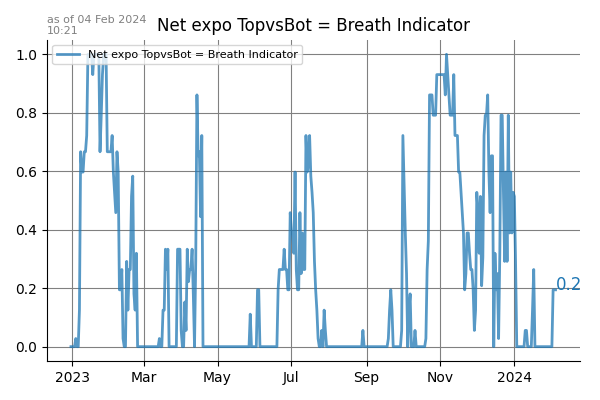 as of 04 Feb 2024
10:21
Net expo TopvsBot = Breath Indicator
Net expo TopvsBot = Breath Indicator
1.0
0.8
0.6
0.4
0.2
0.0
0.2
2023 Mar May Jul Sep Nov 2024